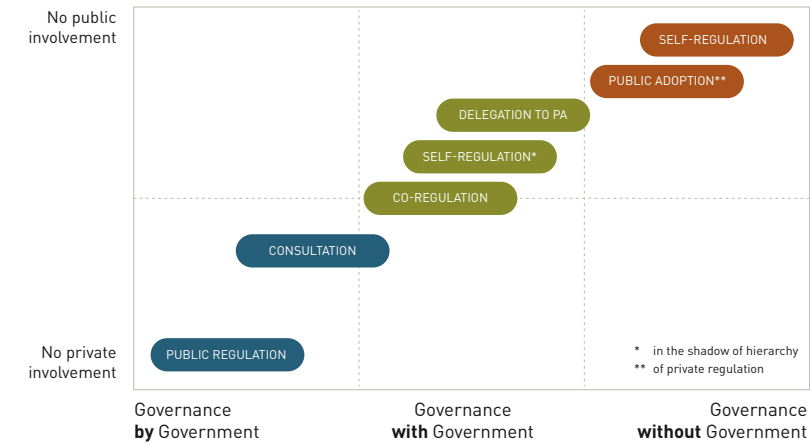 No public
involvement
SELF-REGULATION
PUBLIC ADOPTION**
DELEGATION TO PA
SELF-REGULATION*
CO-REGULATION
CONSULTATION
No private
involvement
PUBLIC REGULATION
* in the shadow of hierarchy
** of private regulation
Governance
by Government
Governance
with Government
Governance
without Government